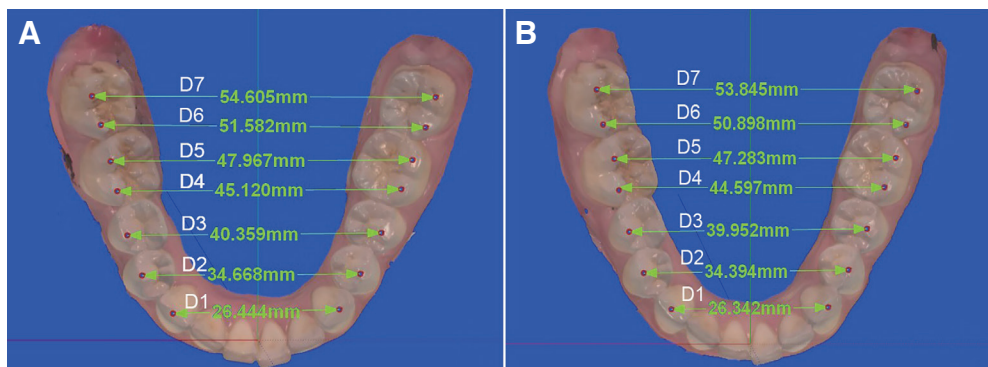 A
D7
54.605mm
D6
51.582mm
D5
47.967mm
D4
45.120mm
D3
40.359mm
D2
34.668mm
D1
26.444mm
B
D7
53.845mm
D6
50.898mm
D5
47.283mm
D4
44.597mm
D3
39.952mm
D2
34.394mm
D1
26.342mm